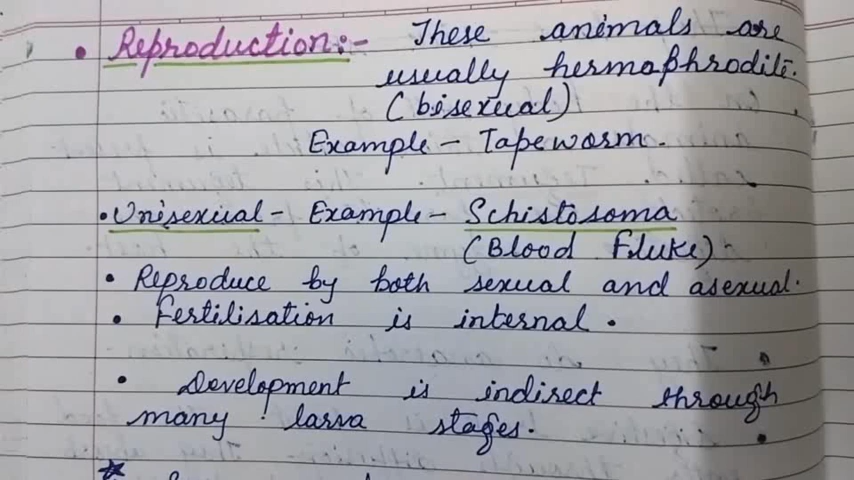 • Reproduction:- These animals are
usually hermaphrodite.
(bisexual)
Example - Tapeworm.
• Unisexual - Example - Schistosoma
(Blood Fluke) -
• Reproduce by both sexual and asexual.
• Fertilisation is internal.
• Development is indirect through
many larva stages.